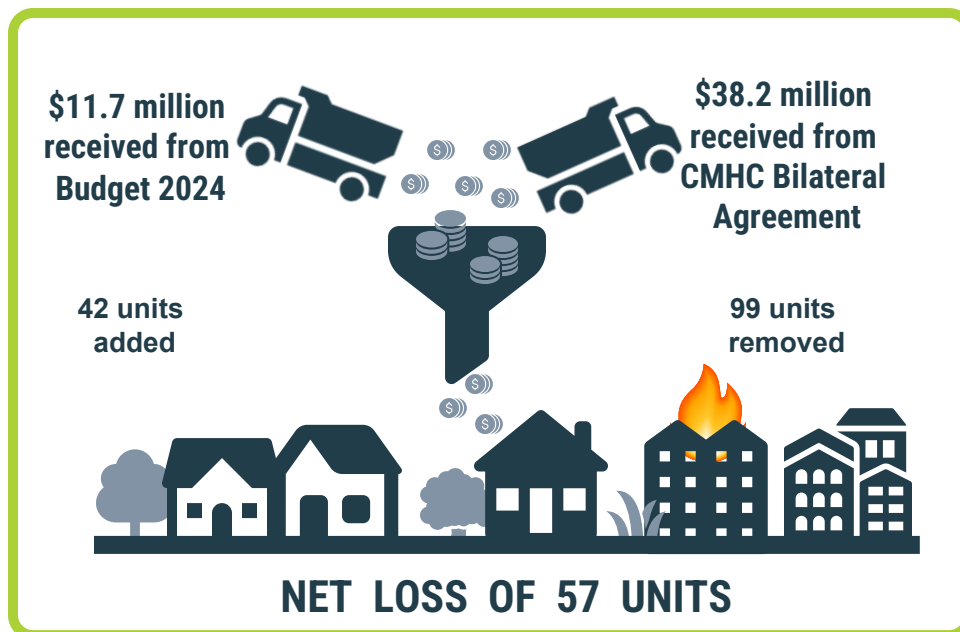 $11.7 million
received from
Budget 2024
$38.2 million
received from
CMHC Bilateral
Agreement
$
$
$
$
$
42 units
added
99 units
removed
$
$
$
NET LOSS OF 57 UNITS